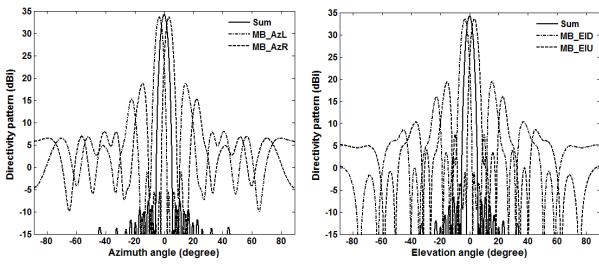 35
30
25
20
15
10
5
0
-5
-10
-15
-80 -60 -40 -20 0 20 40 60 80
Directivity pattern (dBi)
Azimuth angle (degree)
Sum
MB_AzL
MB_AzR
35
30
25
20
15
10
5
0
-5
-10
-15
-80 -60 -40 -20 0 20 40 60 80
Directivity pattern (dBi)
Elevation angle (degree)
Sum
MB_ElD
MB_ElU